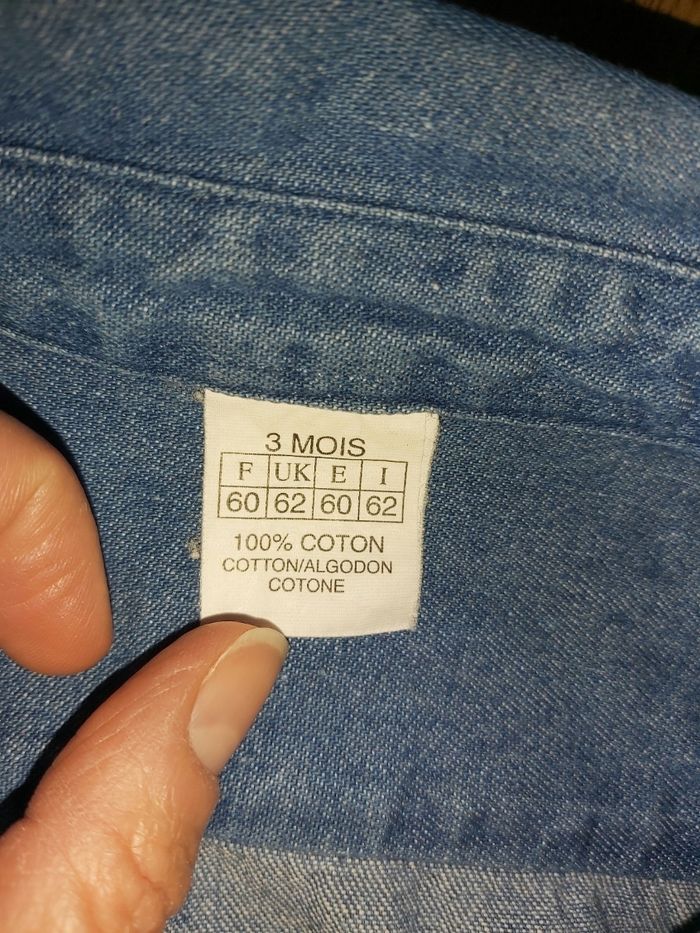 3 MOIS
F UK E I
60 62 60 62
100% COTON
COTTON/ALGODON
COTONE